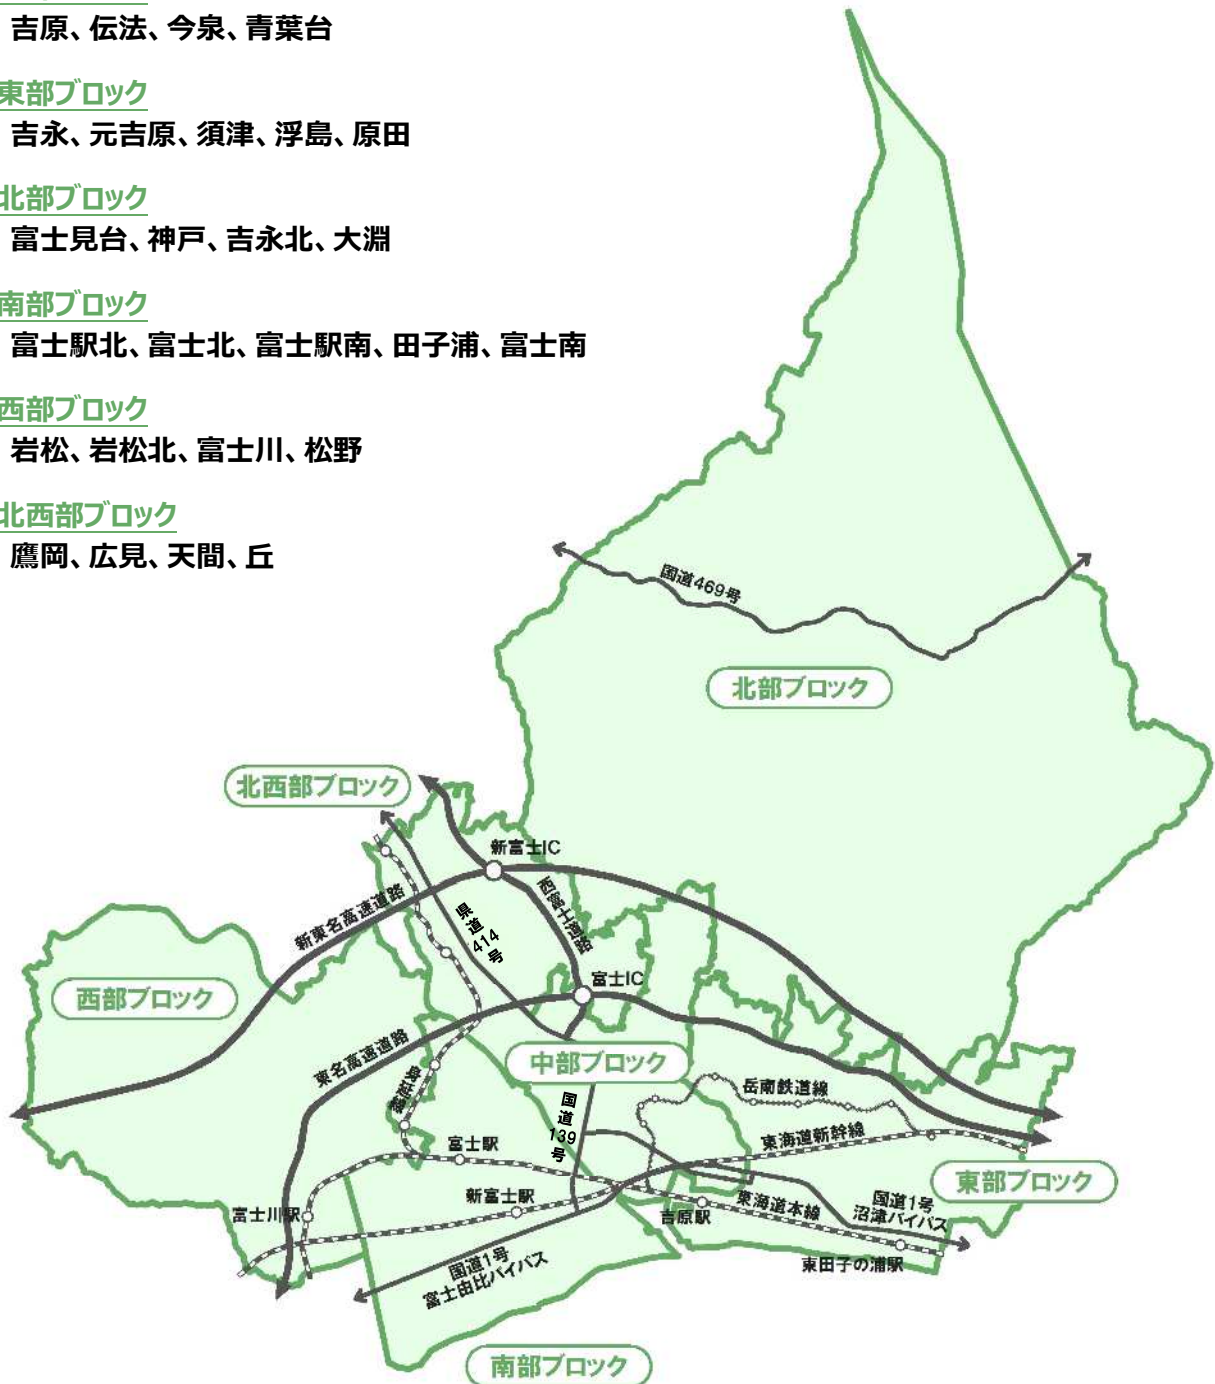 吉原、伝法、今泉、青葉台
東部ブロック
吉永、元吉原、須津、浮島、原田
北部ブロック
富士見台、神戸、吉永北、大淵
南部ブロック
富士駅北、富士北、富士駅南、田子浦、富士南
西部ブロック
岩松、岩松北、富士川、松野
北西部ブロック
鷹岡、広見、天間、丘
国道469号
北部ブロック
北西部ブロック
新富士IC
新東名高速道路
県道414号
西富士道路
西部ブロック
富士IC
東名高速道路
中部ブロック
身延線
岳南鉄道線
国道139号
東海道新幹線
富士駅
東部ブロック
新富士駅
富士川駅
吉原駅
東海道本線
国道1号
沼津バイパス
東田子の浦駅
国道1号
富士由比バイパス
南部ブロック